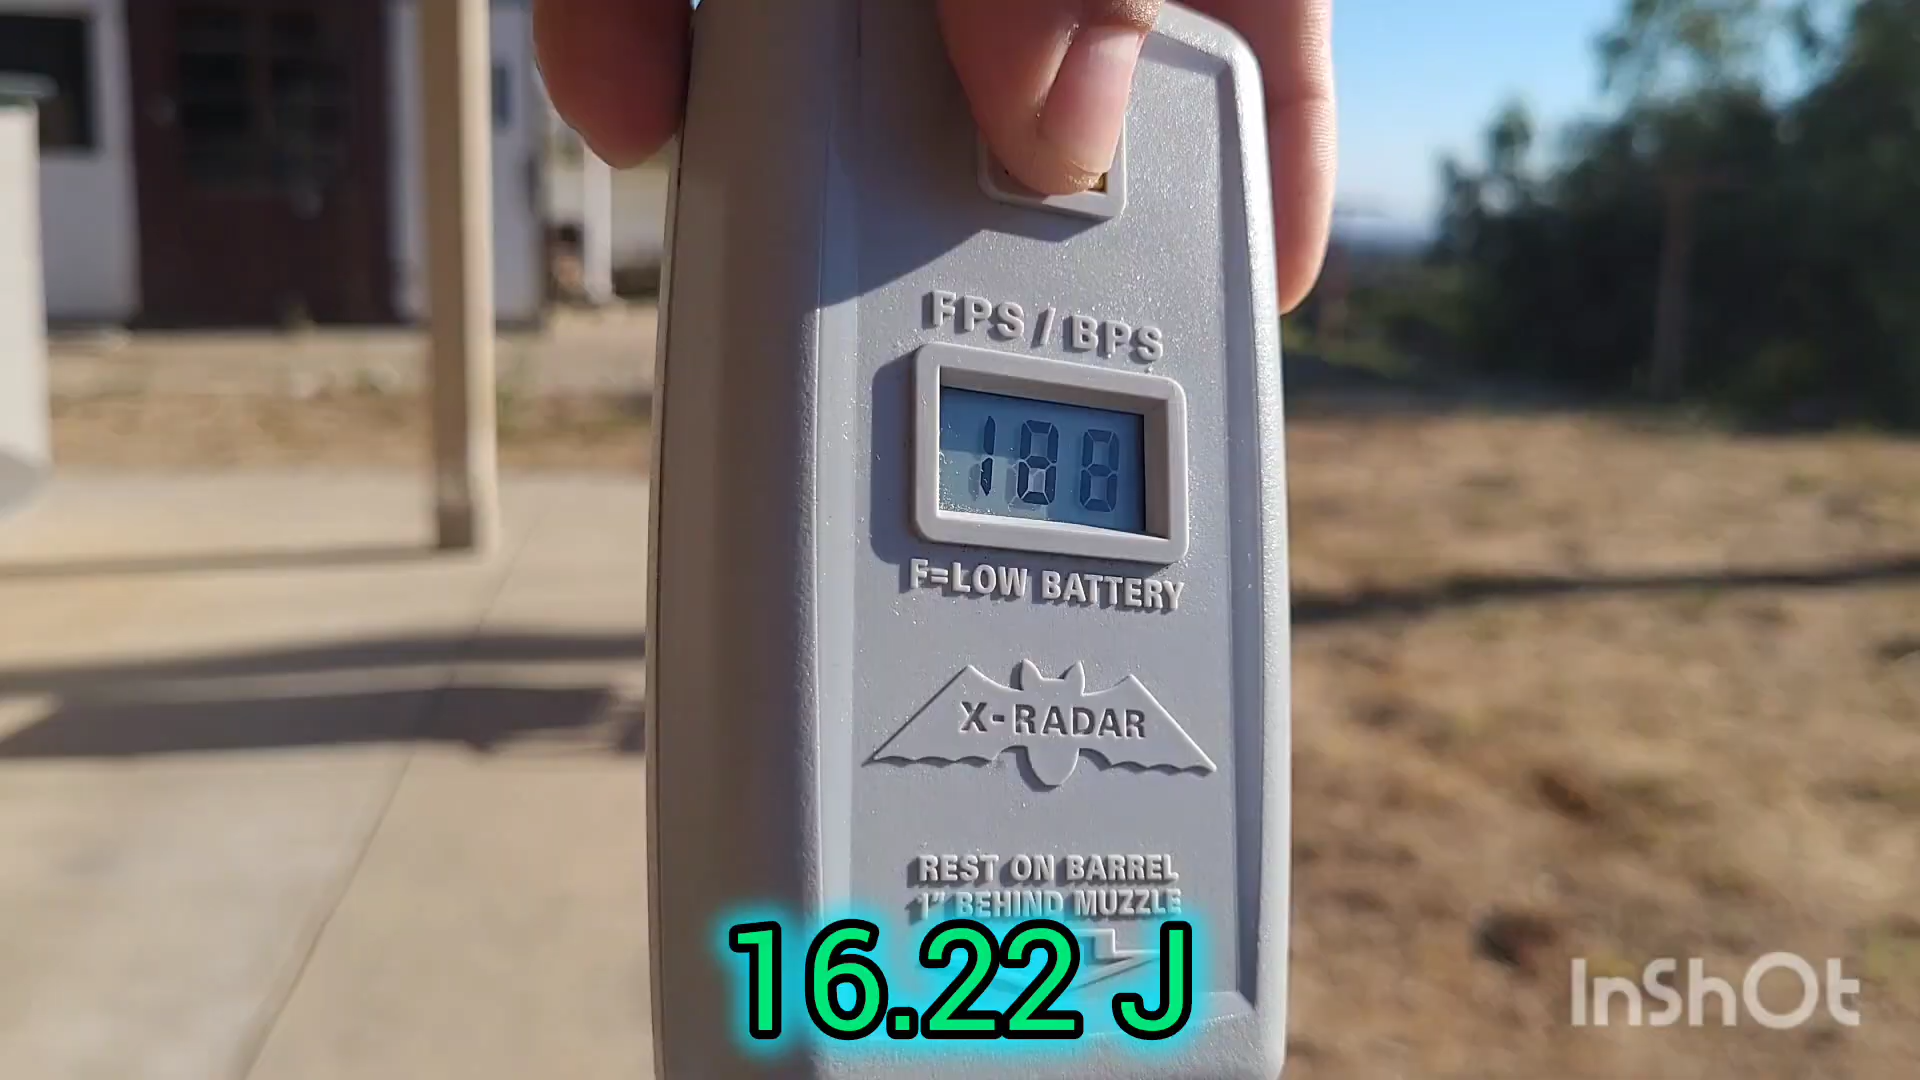 FPS / BPS
188
F=LOW BATTERY
X-RADAR
REST ON BARREL
1" BEHIND MUZZLE
16.22 J
InShOt